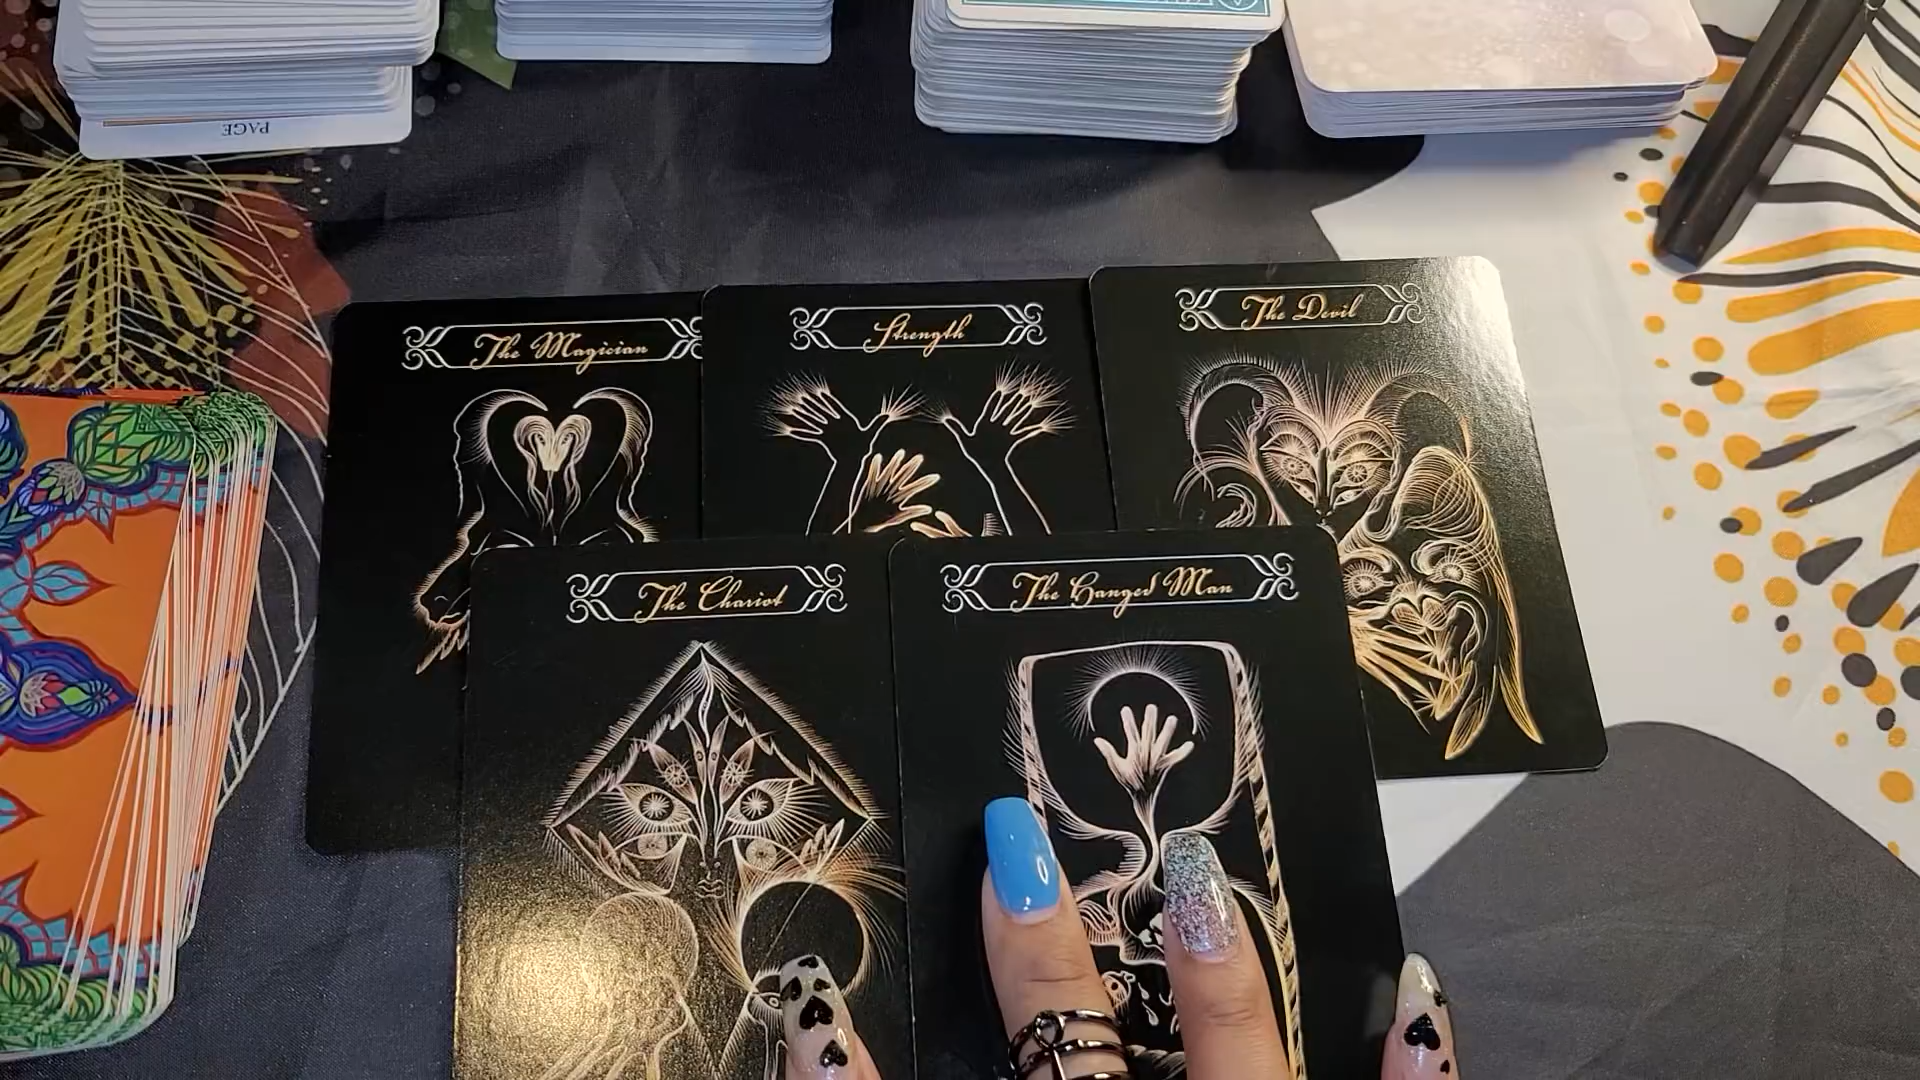 PAGE
The Magician
Strength
The Devil
The Chariot
The Hanged Man